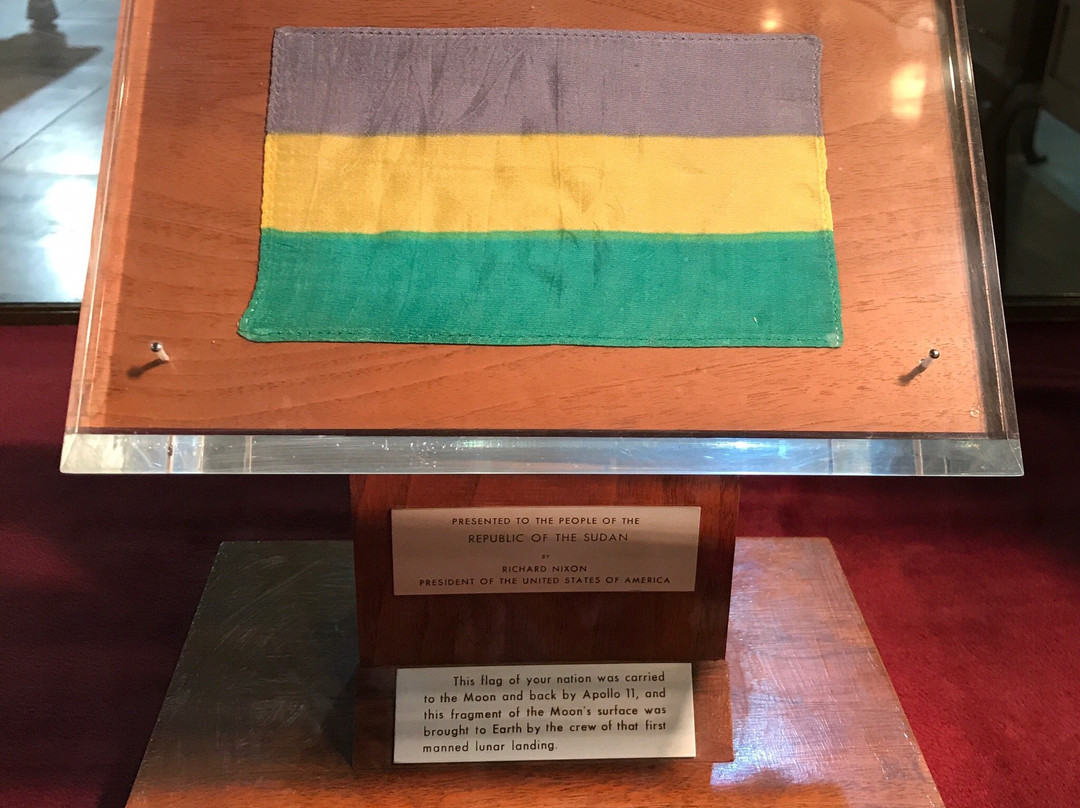 PRESENTED TO THE PEOPLE OF THE
REPUBLIC OF THE SUDAN
BY
RICHARD NIXON
PRESIDENT OF THE UNITED STATES OF AMERICA
This flag of your nation was carried
to the Moon and back by Apollo 11, and
this fragment of the Moon's surface was
brought to Earth by the crew of that first
manned lunar landing.